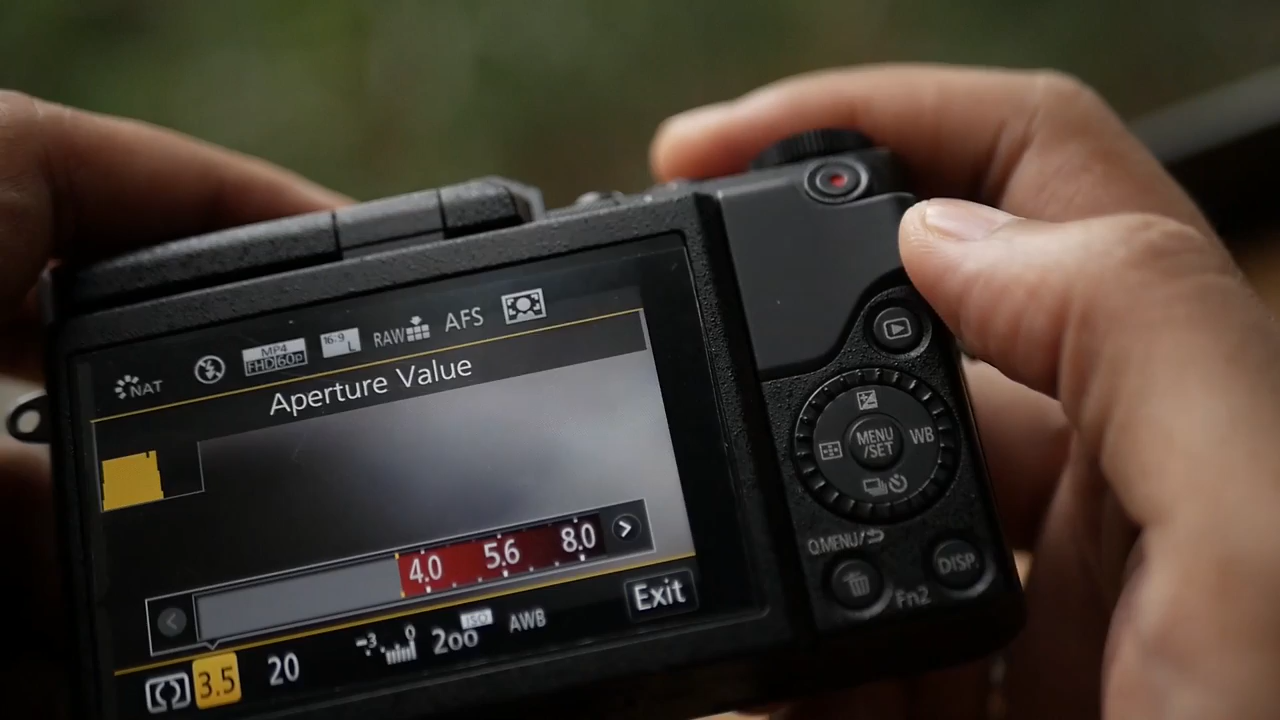 NAT MP4 FHD 60p 16:9 L RAW AFS
Aperture Value
4.0 5.6 8.0
3.5 20 -3 0 ISO 200 AWB Exit
MENU /SET
WB
Q.MENU/
DISP.
Fn2